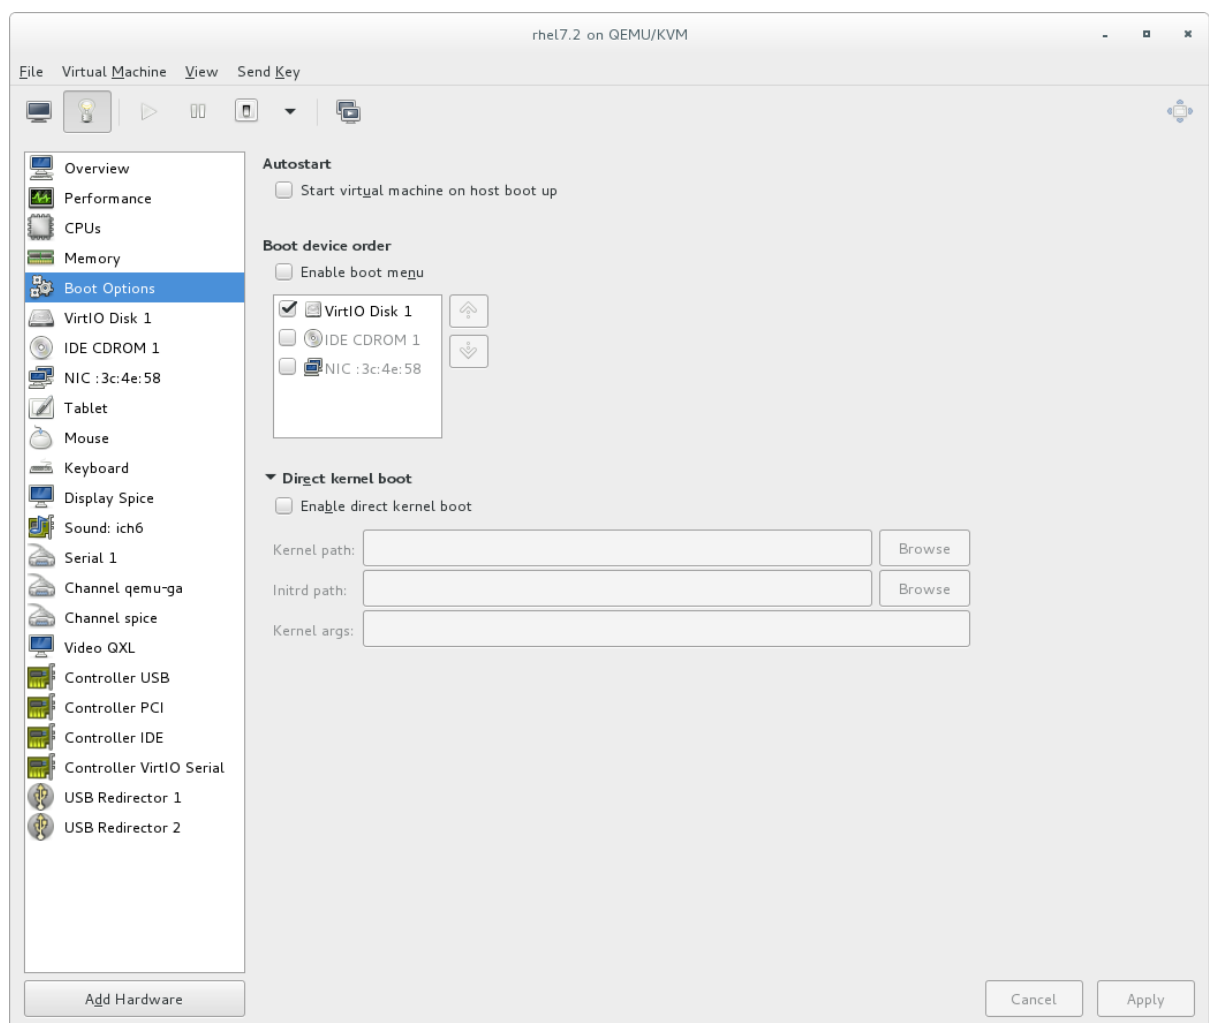 rhel7.2 on QEMU/KVM
File Virtual Machine View Send Key
Overview
Performance
CPUs
Memory
Boot Options
VirtIO Disk 1
IDE CDROM 1
NIC :3c:4e:58
Tablet
Mouse
Keyboard
Display Spice
Sound: ich6
Serial 1
Channel qemu-ga
Channel spice
Video QXL
Controller USB
Controller PCI
Controller IDE
Controller VirtIO Serial
USB Redirector 1
USB Redirector 2
Add Hardware
Autostart
Start virtual machine on host boot up
Boot device order
Enable boot menu
VirtIO Disk 1
IDE CDROM 1
NIC :3c:4e:58
Direct kernel boot
Enable direct kernel boot
Kernel path: Browse
Initrd path: Browse
Kernel args:
Cancel Apply